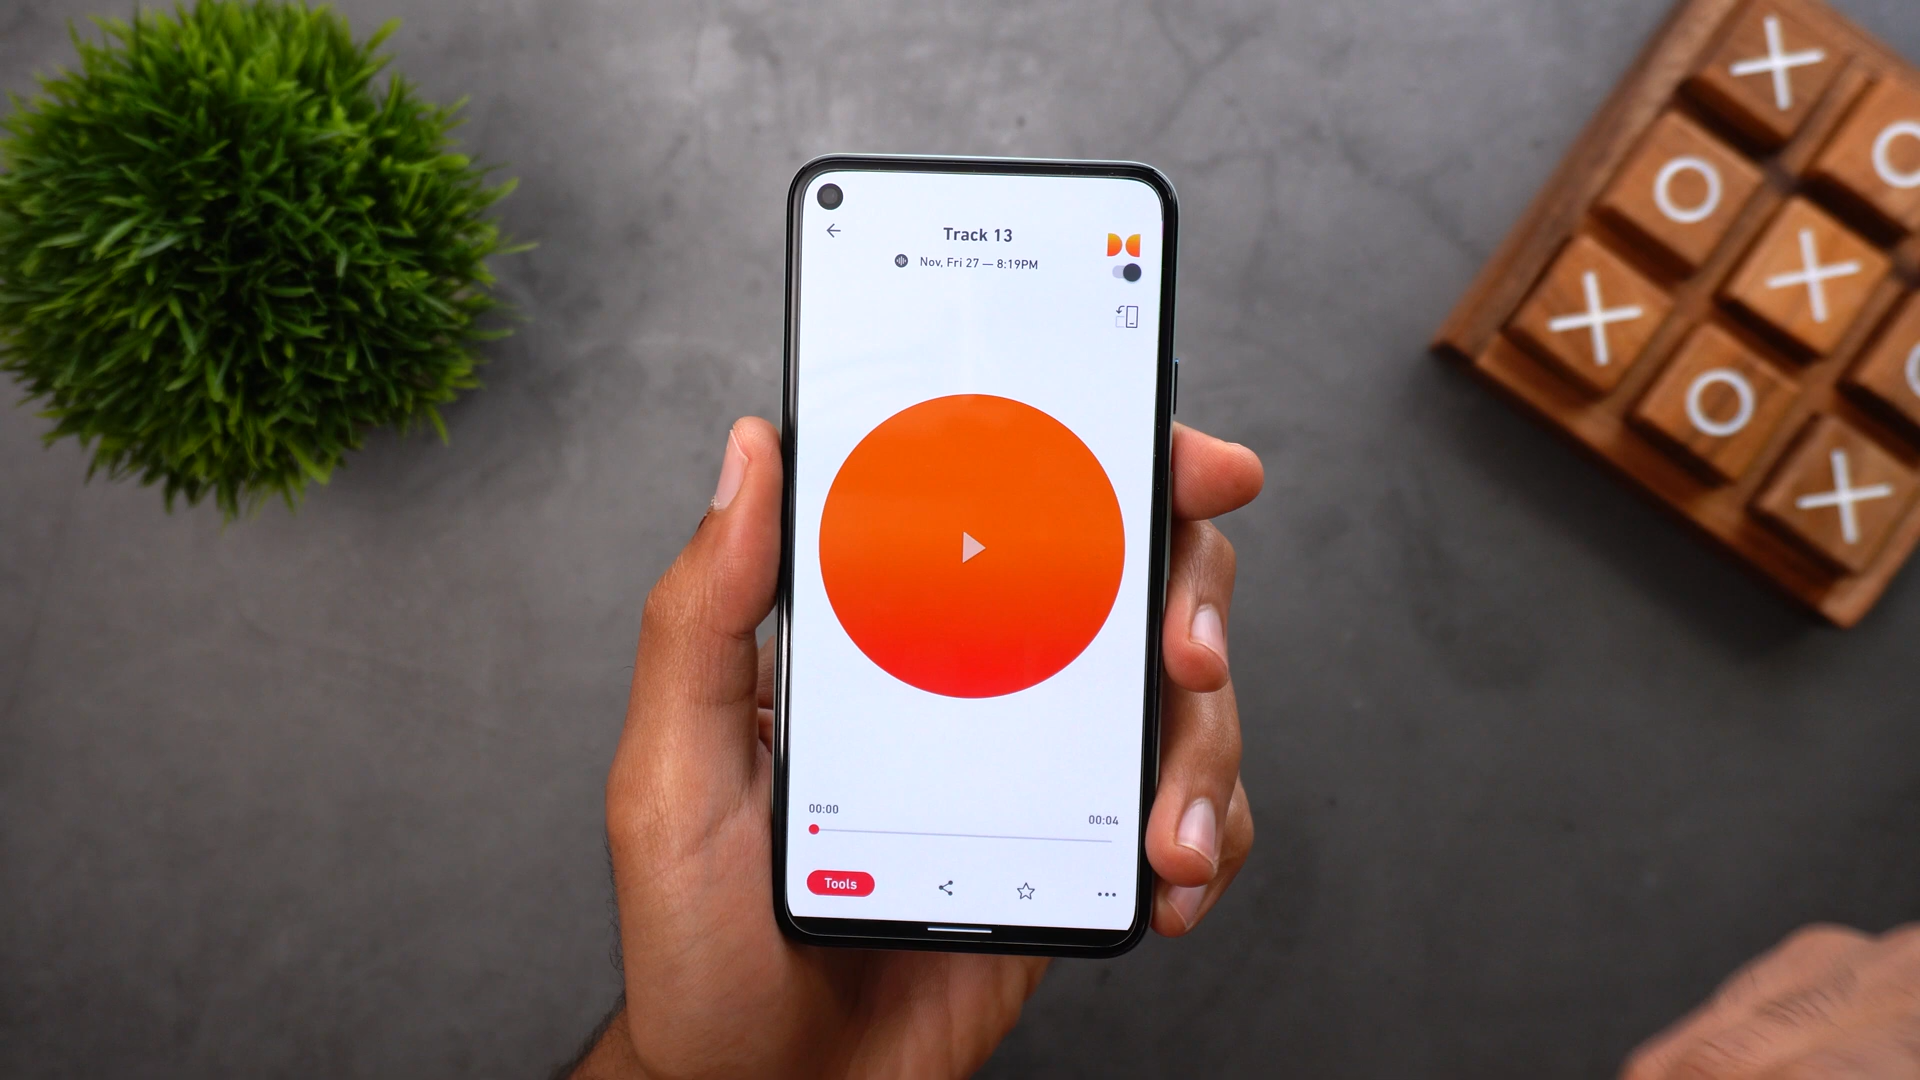 Track 13
Nov, Fri 27 — 8:19PM
00:00
00:04
Tools
X
O
O
X
X
O
X